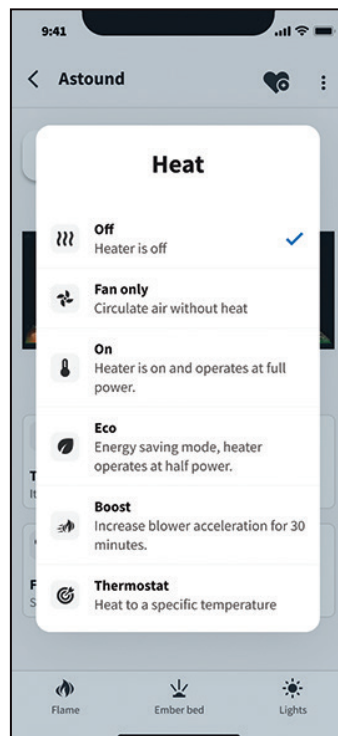 9:41
Astound
Heat
Off
Heater is off
Fan only
Circulate air without heat
On
Heater is on and operates at full
power.
Eco
Energy saving mode, heater
operates at half power.
Boost
Increase blower acceleration for 30
minutes.
T
It
Thermostat
Heat to a specific temperature
F
S
Flame
Ember bed
Lights